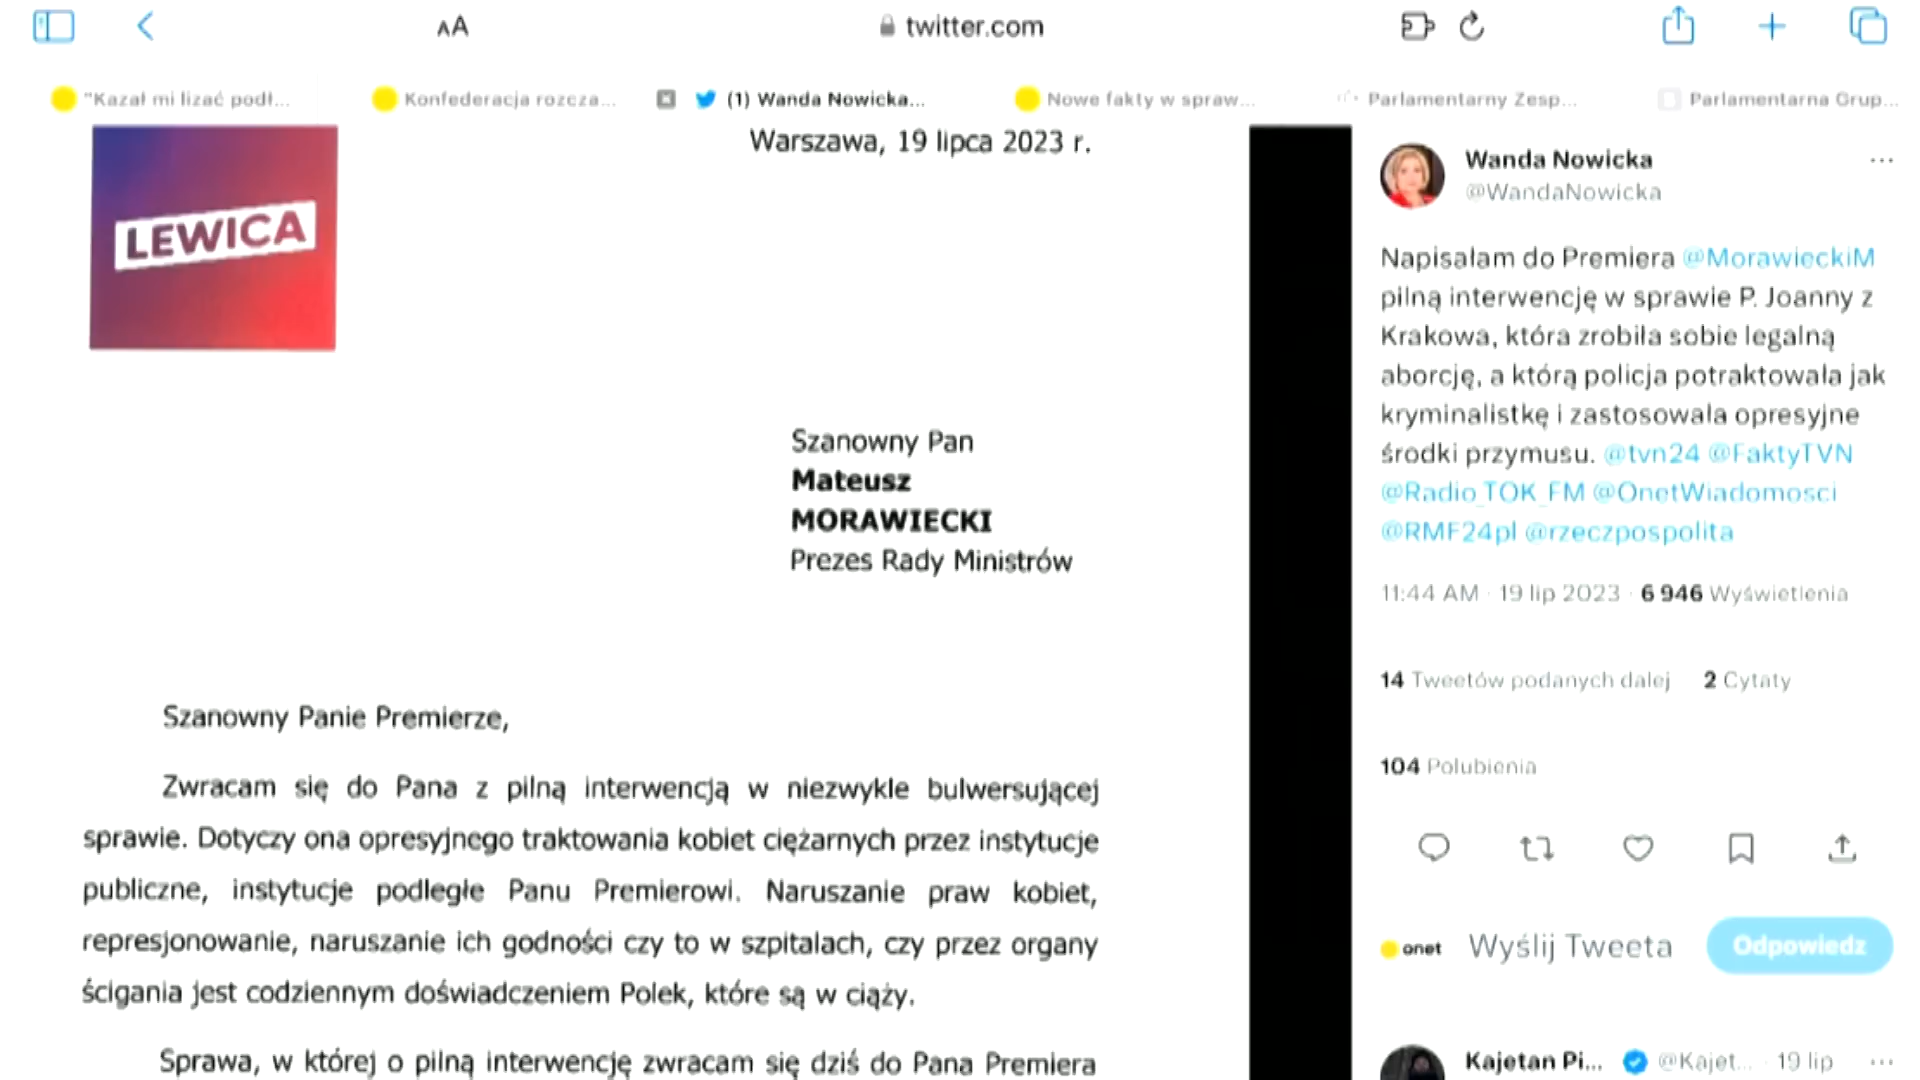 AA
twitter.com
"Kazał mi lizać podł...
Konfederacja rozcza...
(1) Wanda Nowicka...
Nowe fakty w spraw...
Parlamentarny Zesp...
Parlamentarna Grup...
LEWICA
Warszawa, 19 lipca 2023 r.
Szanowny Pan
Mateusz
MORAWIECKI
Prezes Rady Ministrów
Szanowny Panie Premierze,
Zwracam się do Pana z pilną interwencją w niezwykle bulwersującej
sprawie. Dotyczy ona opresyjnego traktowania kobiet ciężarnych przez instytucje
publiczne, instytucje podległe Panu Premierowi. Naruszanie praw kobiet,
represjonowanie, naruszanie ich godności czy to w szpitalach, czy przez organy
ścigania jest codziennym doświadczeniem Polek, które są w ciąży.
Sprawa, w której o pilną interwencję zwracam się dziś do Pana Premiera
Wanda Nowicka
@WandaNowicka
Napisałam do Premiera @MorawieckiM
pilną interwencję w sprawie P. Joanny z
Krakowa, która zrobiła sobie legalną
aborcję, a którą policja potraktowała jak
kryminalistkę i zastosowała opresyjne
środki przymusu. @tvn24 @FaktyTVN
@Radio_TOK_FM @OnetWiadomosci
@RMF24pl @rzeczpospolita
11:44 AM · 19 lip 2023 · 6 946 Wyświetlenia
14 Tweetów podanych dalej 2 Cytaty
104 Polubienia
onet Wyślij Tweeta Odpowiedz
Kajetan Pi... @Kajet... · 19 lip